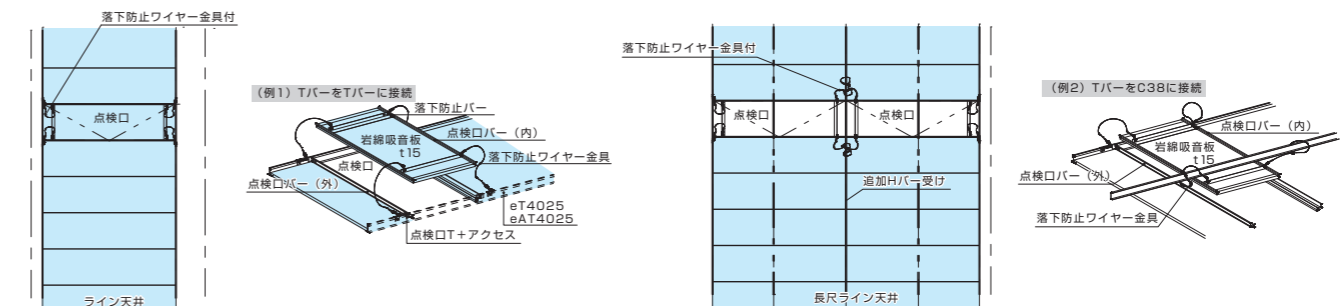 落下防止ワイヤー金具付
点検口
ライン天井
(例1) TバーをTバーに接続
落下防止バー
点検口バー(内)
岩綿吸音板
t15
落下防止ワイヤー金具
点検口
点検口バー(外)
eT4025
eAT4025
点検口T+アクセス
落下防止ワイヤー金具付
点検口
点検口
追加Hバー受け
長尺ライン天井
(例2) TバーをC38に接続
点検口バー(内)
岩綿吸音板
t15
点検口バー(外)
落下防止ワイヤー金具